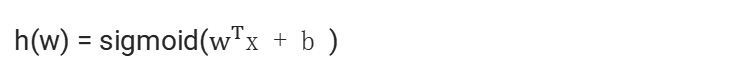 h(w) = sigmoid(wᵀx + b )